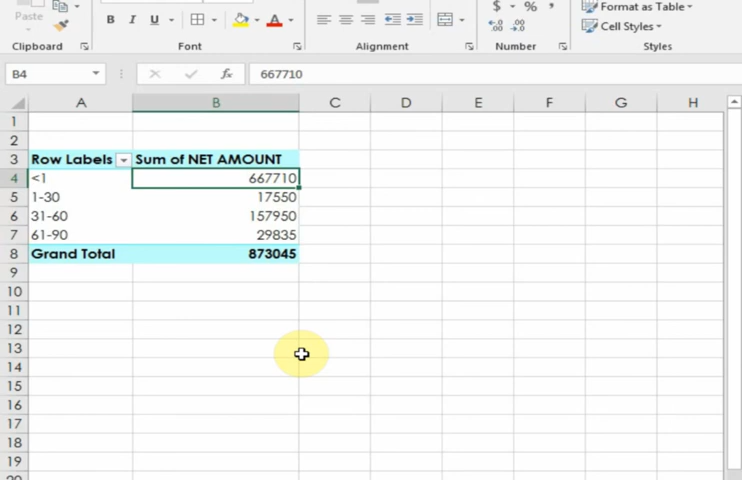 Paste
B I U
A
$ % ,
Format as Table
Cell Styles
Clipboard Font Alignment Number Styles
B4 fx 667710
A B C D E F G H
1
2
3 Row Labels Sum of NET AMOUNT
4 <1 667710
5 1-30 17550
6 31-60 157950
7 61-90 29835
8 Grand Total 873045
9
10
11
12
13
14
15
16
17
18
19